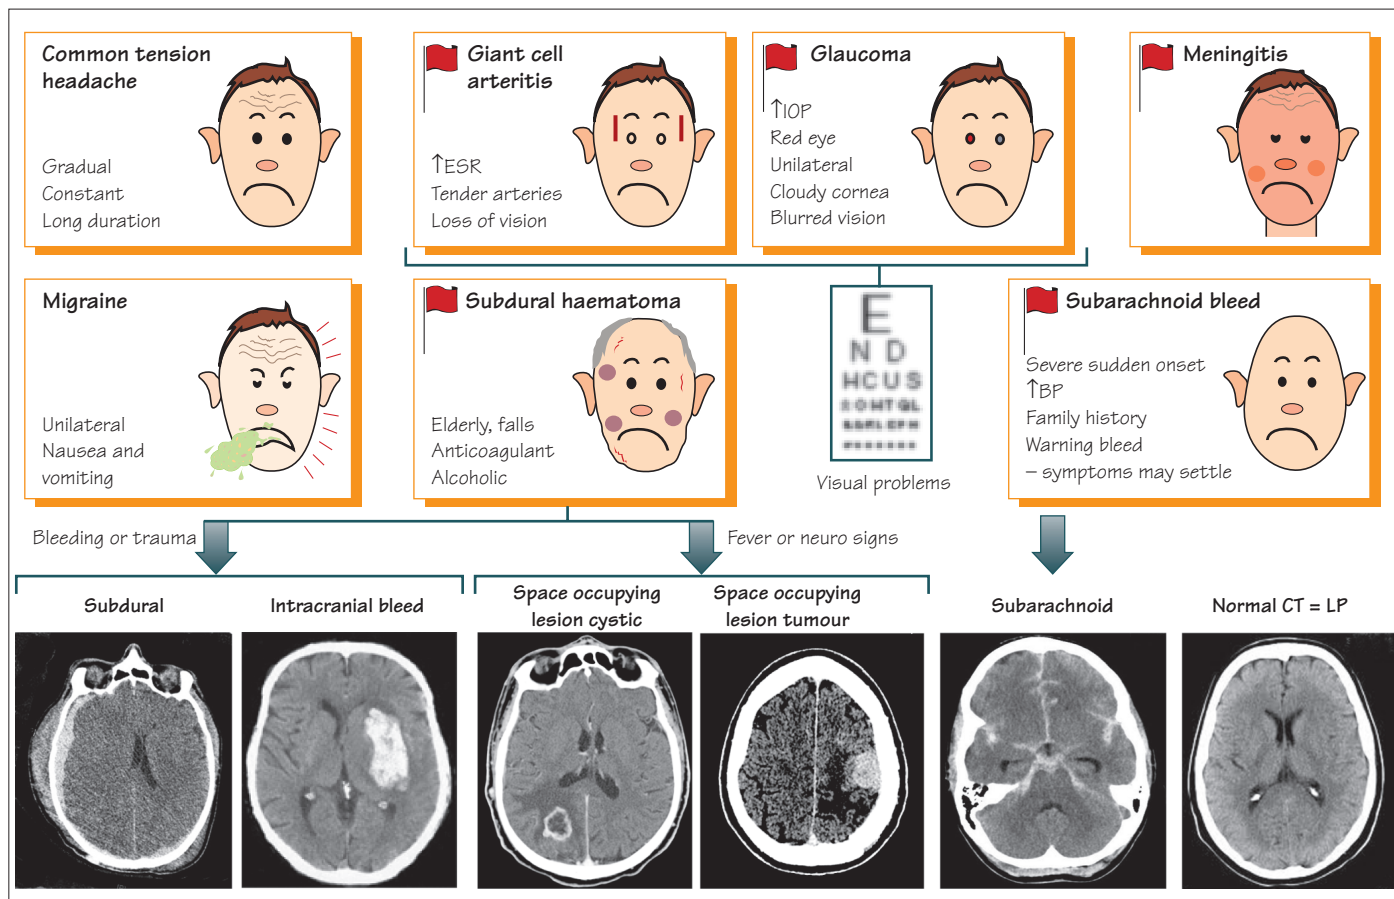 Common tension
headache
Gradual
Constant
Long duration
Giant cell
arteritis
↑ESR
Tender arteries
Loss of vision
Glaucoma
↑IOP
Red eye
Unilateral
Cloudy cornea
Blurred vision
Meningitis
Migraine
Unilateral
Nausea and
vomiting
Subdural haematoma
Elderly, falls
Anticoagulant
Alcoholic
E
N D
H C U S
Visual problems
Subarachnoid bleed
Severe sudden onset
↑BP
Family history
Warning bleed
– symptoms may settle
Bleeding or trauma
Fever or neuro signs
Subdural
Intracranial bleed
Space occupying
lesion cystic
Space occupying
lesion tumour
Subarachnoid
Normal CT = LP